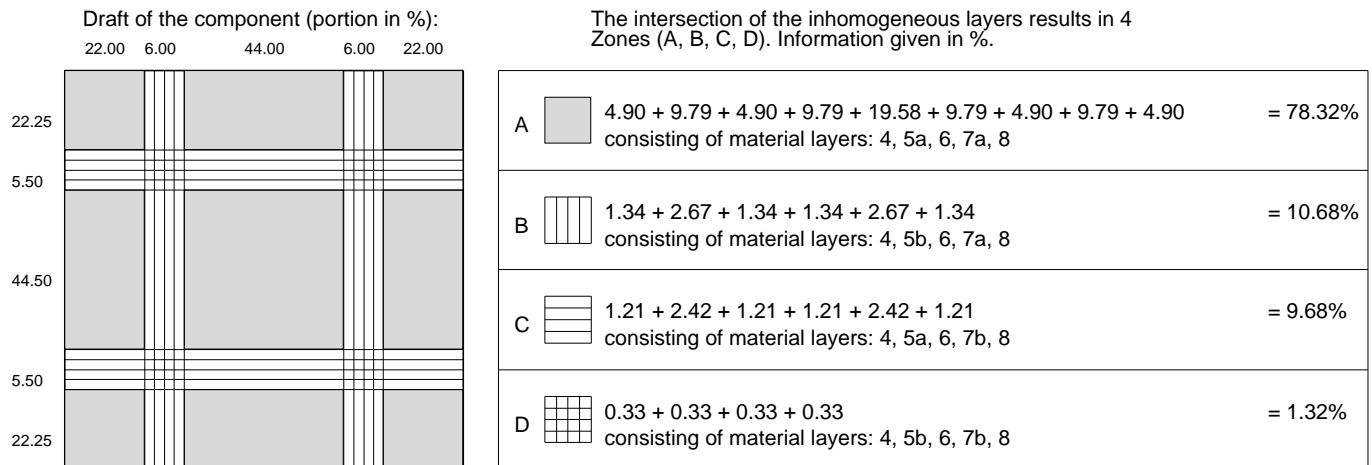 Draft of the component (portion in %):
22.00 6.00 44.00 6.00 22.00
22.25
5.50
44.50
5.50
22.25
The intersection of the inhomogeneous layers results in 4
Zones (A, B, C, D). Information given in %.
A 4.90 + 9.79 + 4.90 + 9.79 + 19.58 + 9.79 + 4.90 + 9.79 + 4.90 = 78.32%
consisting of material layers: 4, 5a, 6, 7a, 8
B 1.34 + 2.67 + 1.34 + 1.34 + 2.67 + 1.34 = 10.68%
consisting of material layers: 4, 5b, 6, 7a, 8
C 1.21 + 2.42 + 1.21 + 1.21 + 2.42 + 1.21 = 9.68%
consisting of material layers: 4, 5a, 6, 7b, 8
D 0.33 + 0.33 + 0.33 + 0.33 = 1.32%
consisting of material layers: 4, 5b, 6, 7b, 8